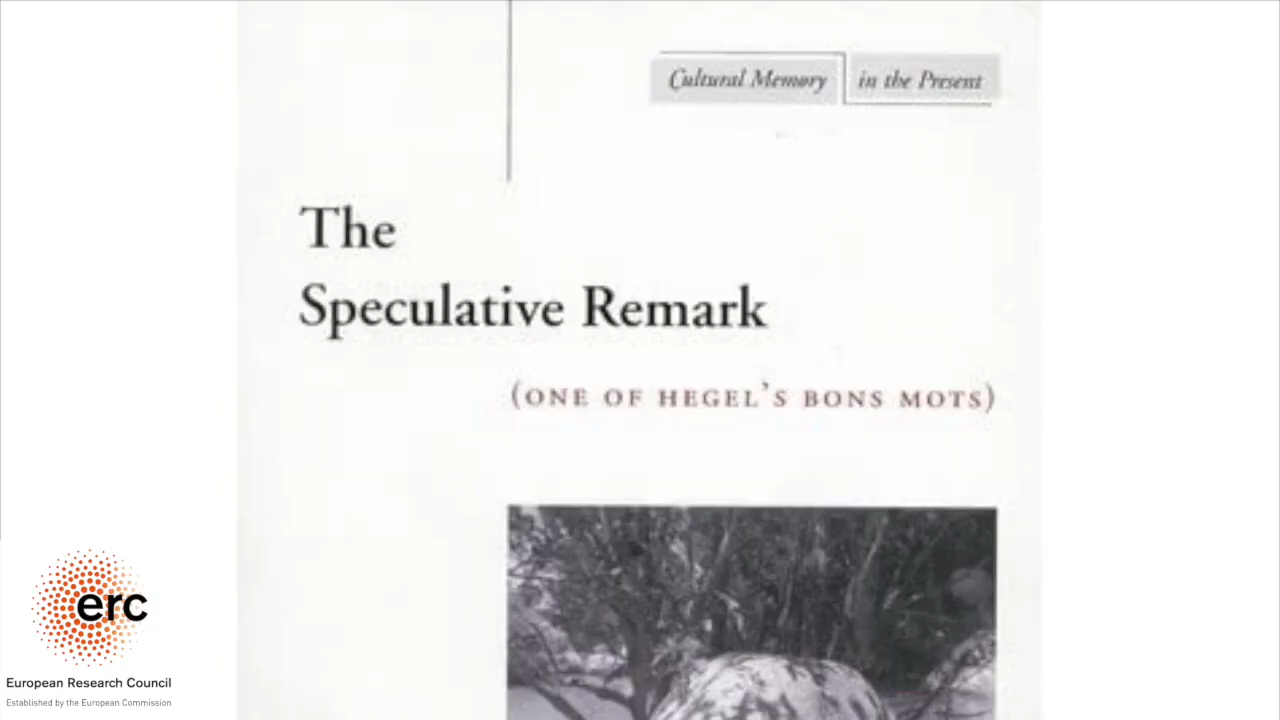 Cultural Memory in the Present
The
Speculative Remark
(ONE OF HEGEL'S BONS MOTS)
erc
European Research Council
Established by the European Commission